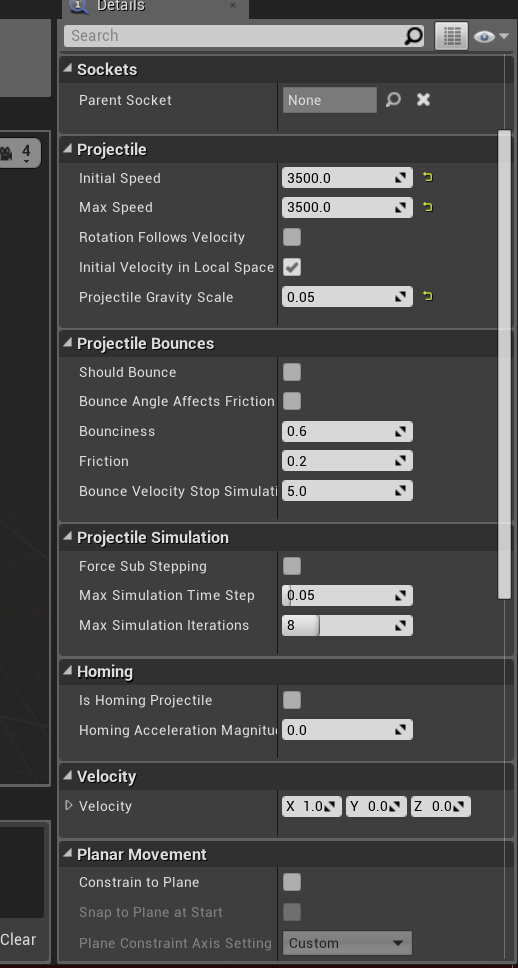 Details
Search
Sockets
Parent Socket None
4
Projectile
Initial Speed 3500.0
Max Speed 3500.0
Rotation Follows Velocity
Initial Velocity in Local Space
Projectile Gravity Scale 0.05
Projectile Bounces
Should Bounce
Bounce Angle Affects Friction
Bounciness 0.6
Friction 0.2
Bounce Velocity Stop Simulati 5.0
Projectile Simulation
Force Sub Stepping
Max Simulation Time Step 0.05
Max Simulation Iterations 8
Homing
Is Homing Projectile
Homing Acceleration Magnitu 0.0
Velocity
Velocity X 1.0 Y 0.0 Z 0.0
Planar Movement
Constrain to Plane
Snap to Plane at Start
Clear
Plane Constraint Axis Setting Custom